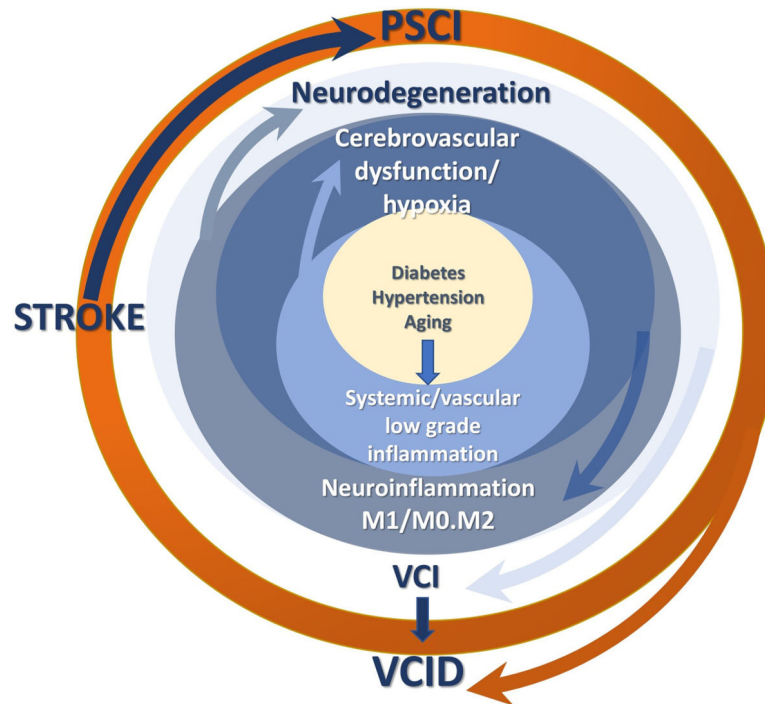 PSCI
Neurodegeneration
Cerebrovascular
dysfunction/
hypoxia
Diabetes
Hypertension
Aging
STROKE
Systemic/vascular
low grade
inflammation
Neuroinflammation
M1/M0.M2
VCI
VCID